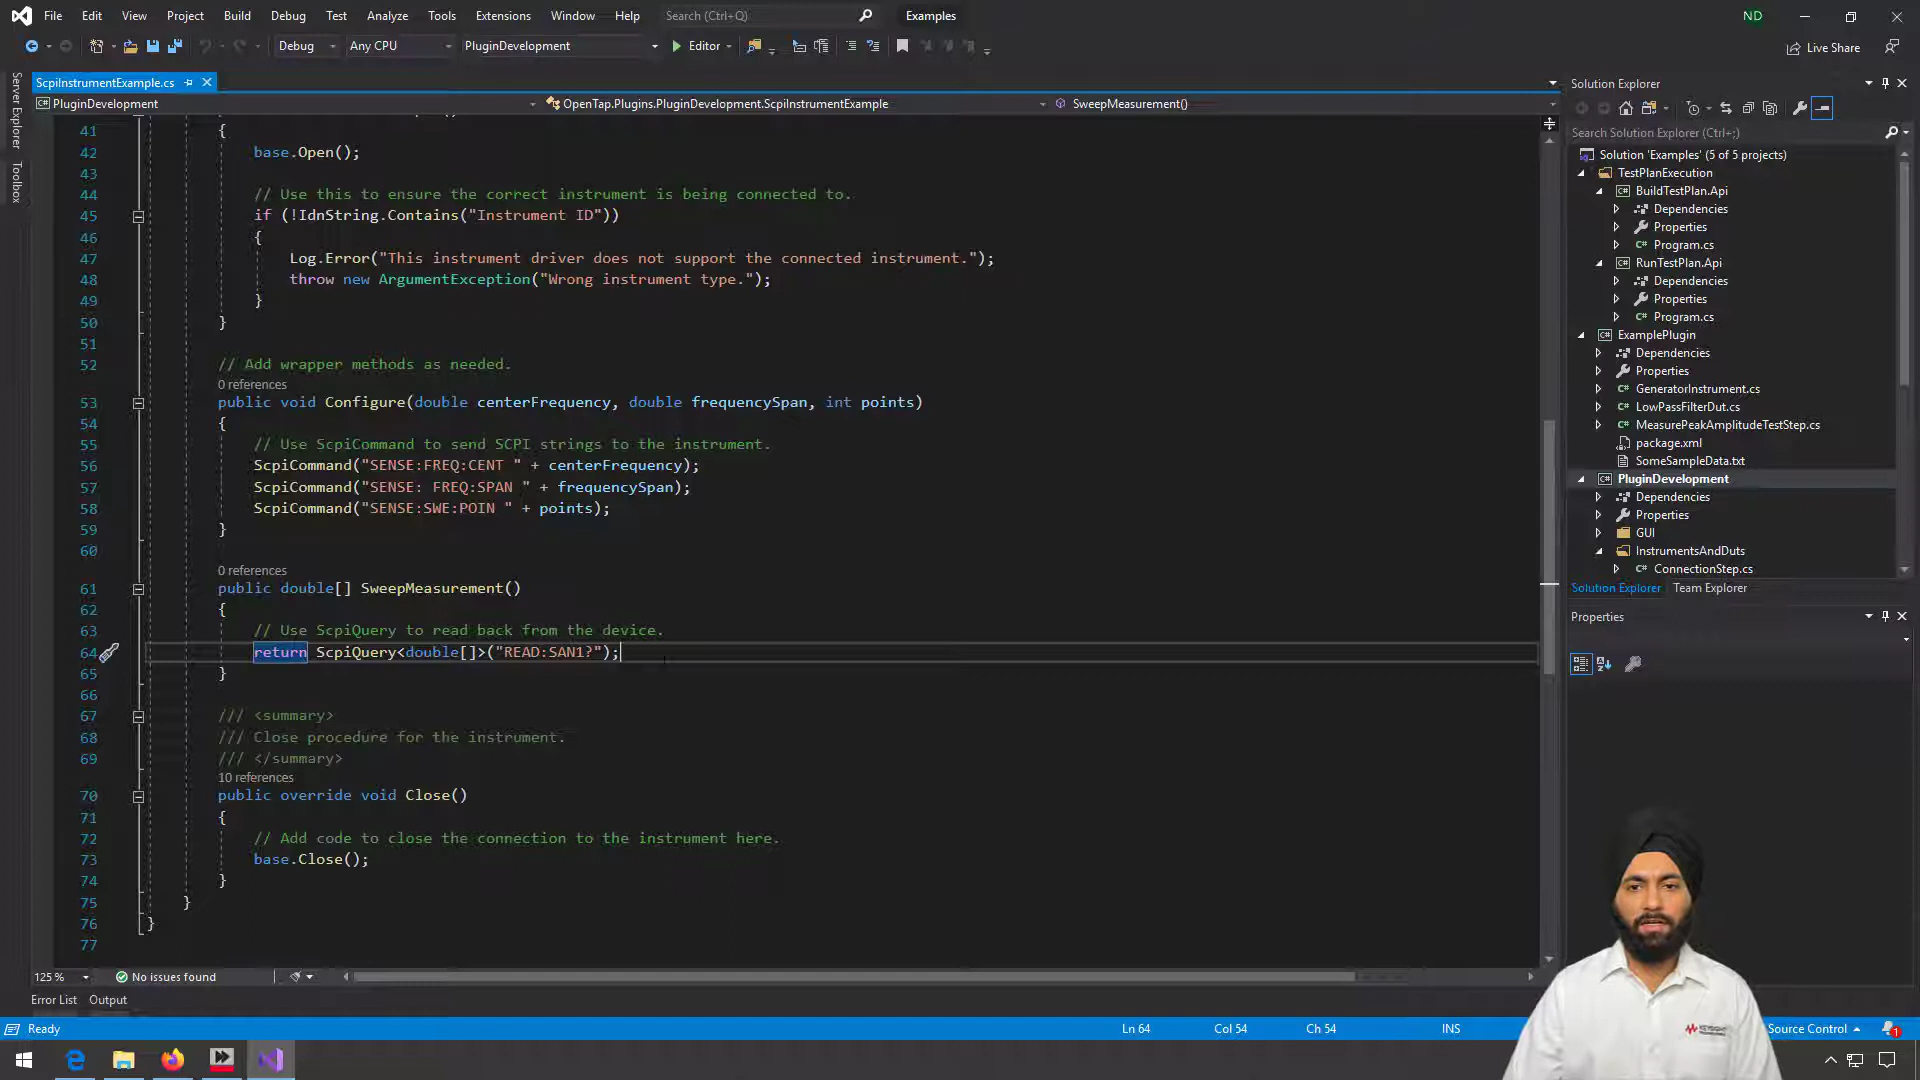 File Edit View Project Build Debug Test Analyze Tools Extensions Window Help Search (Ctrl+Q) Examples ND
Debug Any CPU PluginDevelopment Editor Live Share
Server Explorer
Toolbox
ScpiInstrumentExample.cs
PluginDevelopment OpenTap.Plugins.PluginDevelopment.ScpiInstrumentExample SweepMeasurement()
41 {
42 base.Open();
43
44 // Use this to ensure the correct instrument is being connected to.
45 if (!IdnString.Contains("Instrument ID"))
46 {
47 Log.Error("This instrument driver does not support the connected instrument.");
48 throw new ArgumentException("Wrong instrument type.");
49 }
50 }
51
52 // Add wrapper methods as needed.
0 references
53 public void Configure(double centerFrequency, double frequencySpan, int points)
54 {
55 // Use ScpiCommand to send SCPI strings to the instrument.
56 ScpiCommand("SENSE:FREQ:CENT " + centerFrequency);
57 ScpiCommand("SENSE: FREQ:SPAN " + frequencySpan);
58 ScpiCommand("SENSE:SWE:POIN " + points);
59 }
60
0 references
61 public double[] SweepMeasurement()
62 {
63 // Use ScpiQuery to read back from the device.
64 return ScpiQuery<double[]>("READ:SAN1?");
65 }
66
67 /// <summary>
68 /// Close procedure for the instrument.
69 /// </summary>
10 references
70 public override void Close()
71 {
72 // Add code to close the connection to the instrument here.
73 base.Close();
74 }
75 }
76 }
77
125 % No issues found
Error List Output
Ready Ln 64 Col 54 Ch 54 INS Source Control 1
Solution Explorer
Search Solution Explorer (Ctrl+;)
Solution 'Examples' (5 of 5 projects)
TestPlanExecution
BuildTestPlan.Api
Dependencies
Properties
Program.cs
RunTestPlan.Api
Dependencies
Properties
Program.cs
ExamplePlugin
Dependencies
Properties
GeneratorInstrument.cs
LowPassFilterDut.cs
MeasurePeakAmplitudeTestStep.cs
package.xml
SomeSampleData.txt
PluginDevelopment
Dependencies
Properties
GUI
InstrumentsAndDuts
ConnectionStep.cs
Solution Explorer Team Explorer
Properties
KEYSIGHT